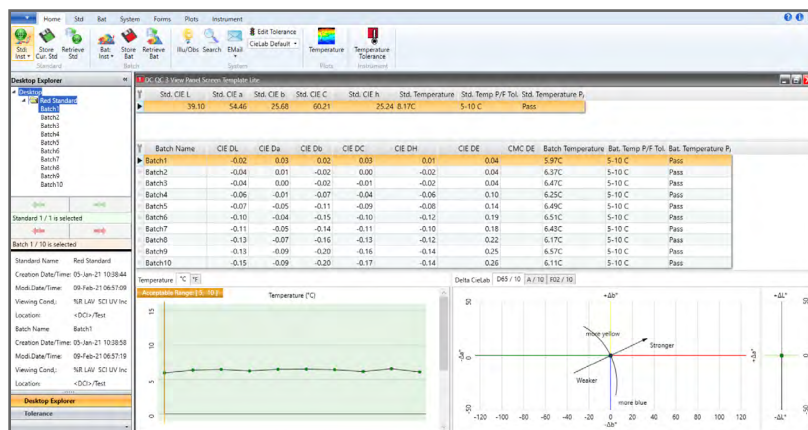 Home Std Bat System Forms Plots Instrument
Std: Inst Store Cur. Std Retrieve Std Bat: Inst Store Bat Retrieve Bat illu/Obs Search EMail Edit Tolerance CieLab Default Temperature Temperature Tolerance
Standard Batch System Plots Instrument
Desktop Explorer
DC QC 3 View Panel Screen Template Lite
Desktop
Red Standard
Batch1
Batch2
Batch3
Batch4
Batch5
Batch6
Batch7
Batch8
Batch9
Batch10
Standard 1 / 1 is selected
Batch 1 / 10 is selected
Standard Name Red Standard
Creation Date/Time: 05-Jan-21 10:38:44
Modi.Date/Time: 09-Feb-21 06:57:09
Viewing Cond,: %R LAV SCI UV Inc
Location: <DCI>/Test
Batch Name Batch1
Creation Date/Time: 05-Jan-21 10:38:58
Modi.Date/Time: 09-Feb-21 06:57:19
Viewing Cond,: %R LAV SCI UV Inc
Location: <DCI>/Test
Desktop Explorer
Tolerance
Std. CIE L Std. CIE a Std. CIE b Std. CIE C Std. CIE h Std. Temperature Std. Temp P/F Tol. Std. Temperature P,
39.10 54.46 25.68 60.21 25.24 8.17C 5-10 C Pass
Batch Name CIE DL CIE Da CIE Db CIE DC CIE DH CIE DE CMC DE Batch Temperature Bat. Temp P/F Tol. Bat. Temperature P,
Batch1 -0.02 0.03 0.02 0.03 0.01 0.04 5.97C 5-10 C Pass
Batch2 -0.04 0.01 -0.02 0.00 -0.02 0.04 6.37C 5-10 C Pass
Batch3 -0.04 0.00 -0.02 -0.01 -0.02 0.04 6.47C 5-10 C Pass
Batch4 -0.06 -0.01 -0.07 -0.04 -0.06 0.10 6.25C 5-10 C Pass
Batch5 -0.07 -0.05 -0.11 -0.09 -0.08 0.14 6.49C 5-10 C Pass
Batch6 -0.10 -0.04 -0.15 -0.10 -0.12 0.19 6.51C 5-10 C Pass
Batch7 -0.11 -0.05 -0.14 -0.11 -0.10 0.18 6.43C 5-10 C Pass
Batch8 -0.13 -0.07 -0.16 -0.13 -0.12 0.22 6.17C 5-10 C Pass
Batch9 -0.13 -0.09 -0.20 -0.16 -0.14 0.25 6.57C 5-10 C Pass
Batch10 -0.15 -0.09 -0.20 -0.17 -0.14 0.26 6.11C 5-10 C Pass
Temperature °C °F
Acceptable Range: [ 0, 10 ]
Temperature (°C)
15
10
5
0
Delta CieLab D65 / 10 A / 10 F02 / 10
+Δb*
+ΔL*
50
50
more yellow
Stronger
-Δa*
0
+Δa*
0
Weaker
more blue
-50
-50
-120 -100 -80 -60 -40 -20 0 20 40 60 80 100 120
-Δb*
-ΔL*